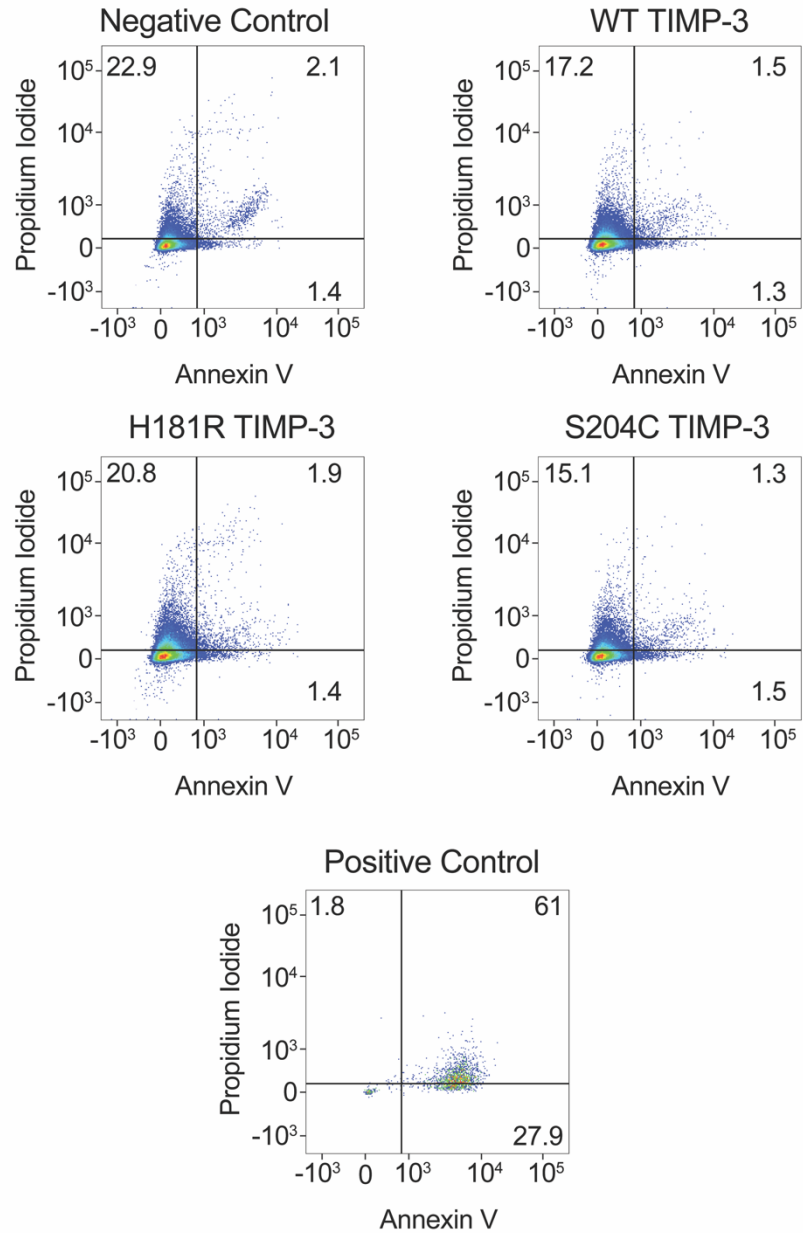 Negative Control
22.9 2.1
1.4
10⁵
10⁴
10³
0
-10³
Propidium Iodide
-10³ 0 10³ 10⁴ 10⁵
Annexin V
WT TIMP-3
17.2 1.5
1.3
10⁵
10⁴
10³
0
-10³
Propidium Iodide
-10³ 0 10³ 10⁴ 10⁵
Annexin V
H181R TIMP-3
20.8 1.9
1.4
10⁵
10⁴
10³
0
-10³
Propidium Iodide
-10³ 0 10³ 10⁴ 10⁵
Annexin V
S204C TIMP-3
15.1 1.3
1.5
10⁵
10⁴
10³
0
-10³
Propidium Iodide
-10³ 0 10³ 10⁴ 10⁵
Annexin V
Positive Control
1.8 61
27.9
10⁵
10⁴
10³
0
-10³
Propidium Iodide
-10³ 0 10³ 10⁴ 10⁵
Annexin V